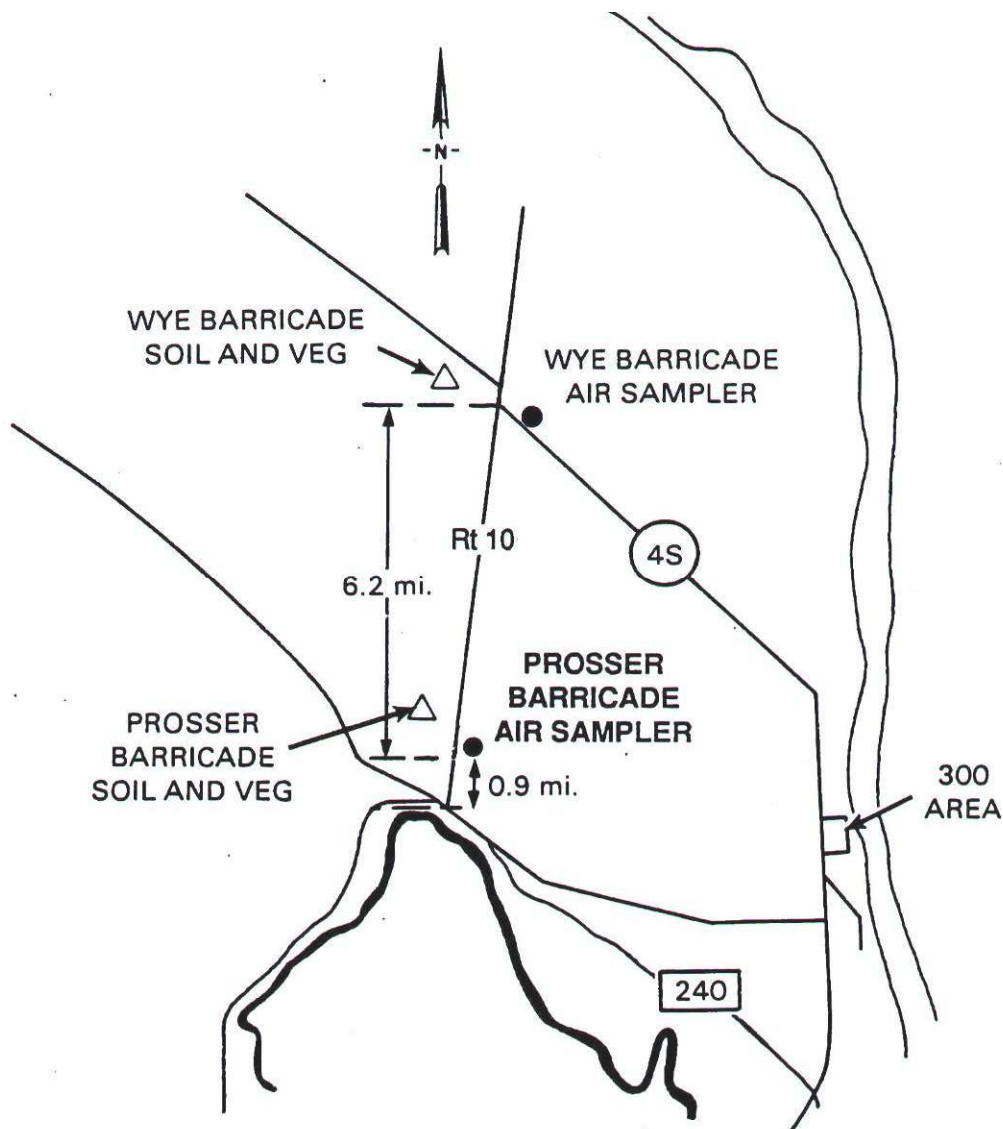 -N-
WYE BARRICADE
SOIL AND VEG
WYE BARRICADE
AIR SAMPLER
Rt 10
4S
6.2 mi.
PROSSER
BARRICADE
AIR SAMPLER
PROSSER
BARRICADE
SOIL AND VEG
0.9 mi.
300
AREA
240